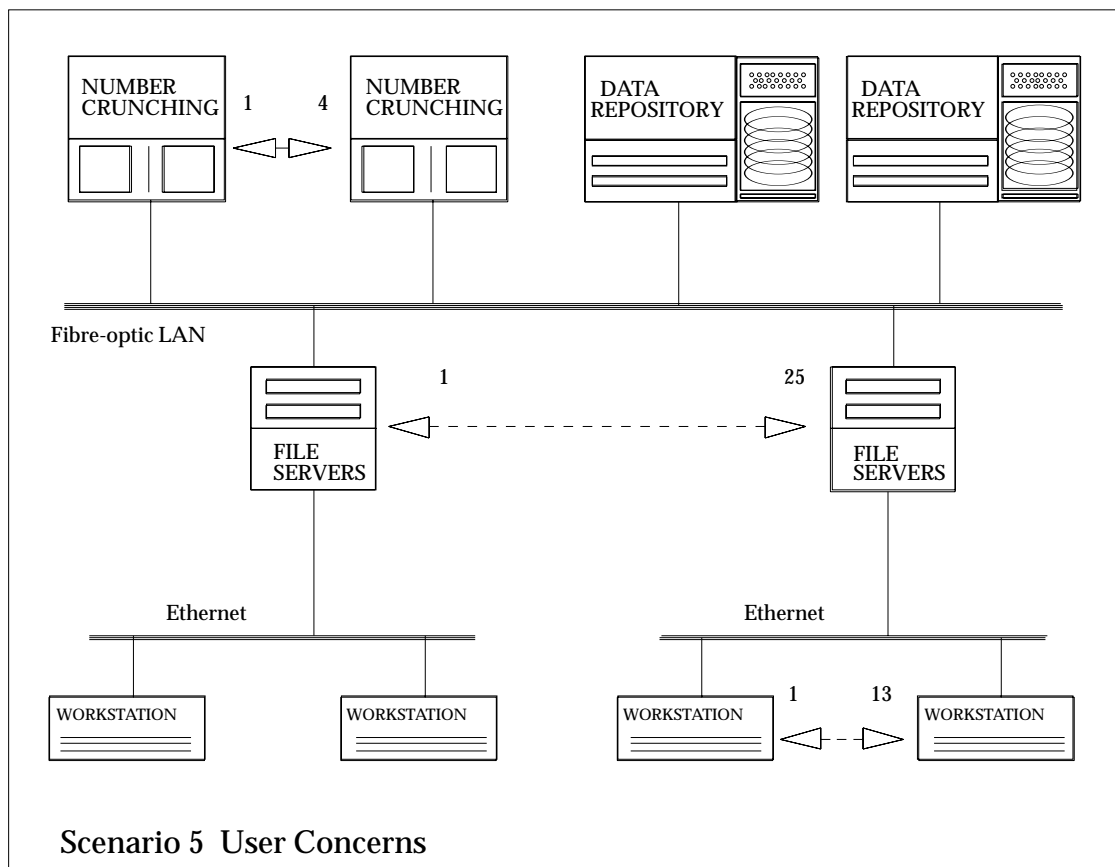 NUMBER
CRUNCHING
1
4
NUMBER
CRUNCHING
DATA
REPOSITORY
DATA
REPOSITORY
Fibre-optic LAN
1
25
FILE
SERVERS
FILE
SERVERS
Ethernet
Ethernet
WORKSTATION
WORKSTATION
WORKSTATION
1
13
WORKSTATION
Scenario 5 User Concerns